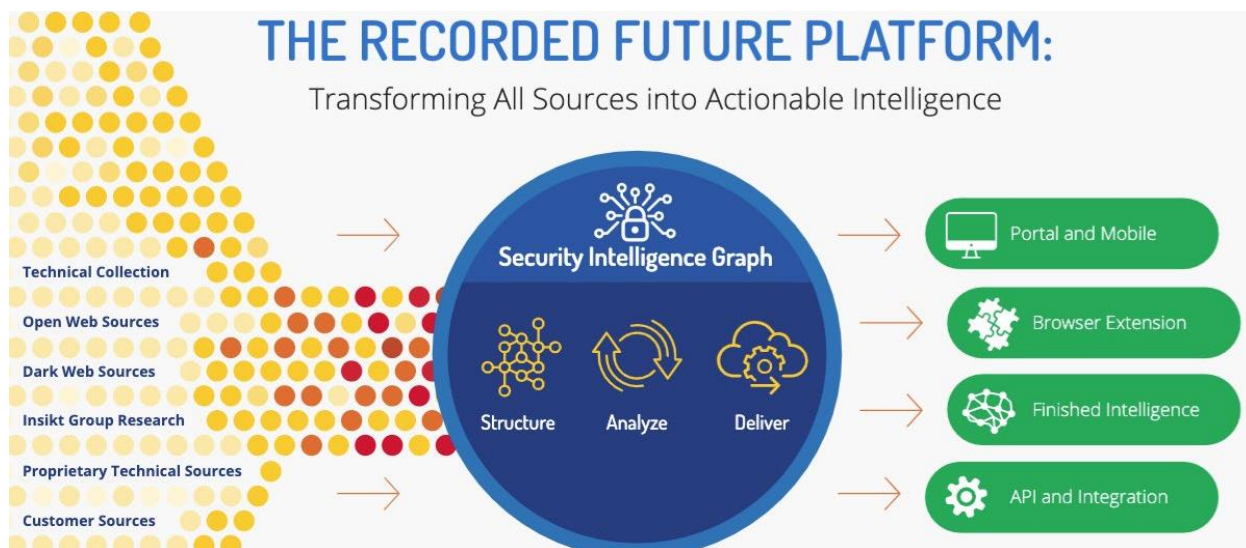 THE RECORDED FUTURE PLATFORM:
Transforming All Sources into Actionable Intelligence
Technical Collection
Open Web Sources
Dark Web Sources
Insikt Group Research
Proprietary Technical Sources
Customer Sources
Security Intelligence Graph
Structure
Analyze
Deliver
Portal and Mobile
Browser Extension
Finished Intelligence
API and Integration